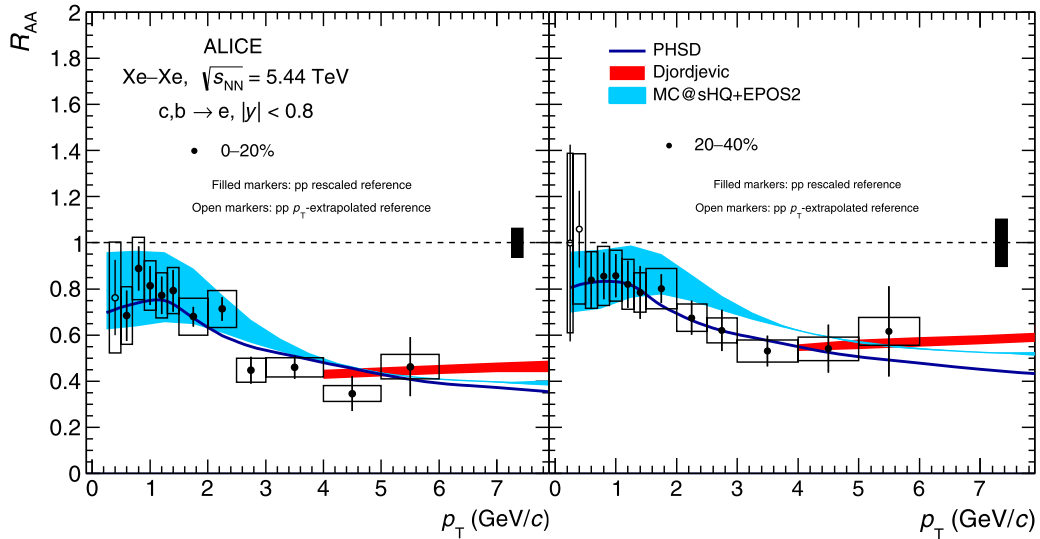 R_AA
2
1.8
1.6
1.4
1.2
1
0.8
0.6
0.4
0.2
0
ALICE
Xe–Xe, √s_NN = 5.44 TeV
c,b → e, |y| < 0.8
0–20%
Filled markers: pp rescaled reference
Open markers: pp p_T-extrapolated reference
0 1 2 3 4 5 6 7
p_T (GeV/c)
PHSD
Djordjevic
MC@sHQ+EPOS2
20–40%
Filled markers: pp rescaled reference
Open markers: pp p_T-extrapolated reference
0 1 2 3 4 5 6 7
p_T (GeV/c)